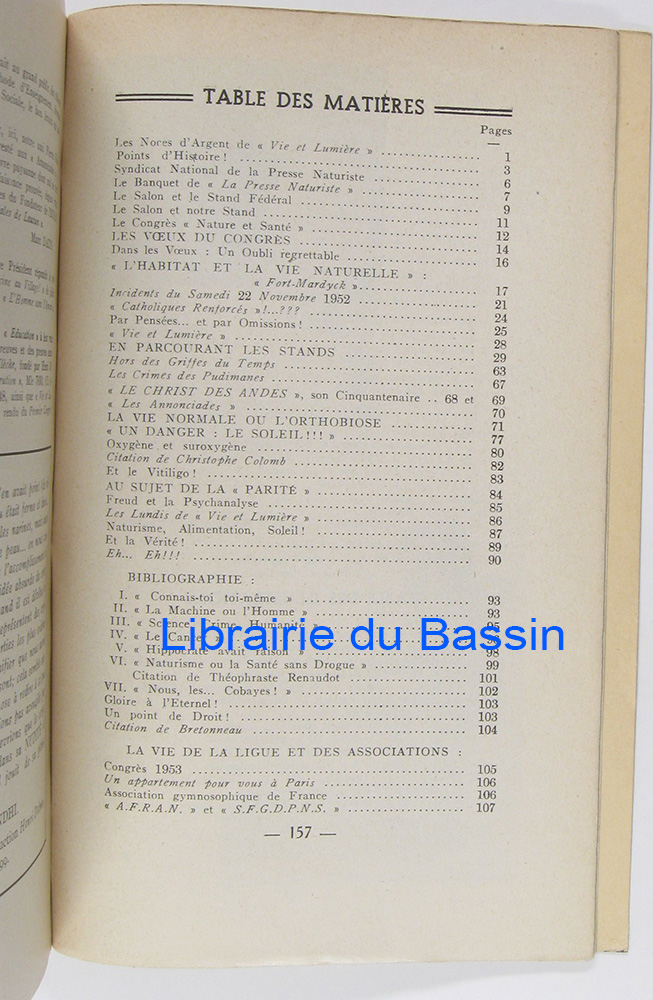 ait au grand public
Sociale, le
TABLE DES MATIÈRES
Pages
Les Noces d'Argent de « Vie et Lumière » 1
Points d'Histoire ! 3
Syndicat National de la Presse Naturiste 6
Le Banquet de « La Presse Naturiste » 7
Le Salon et le Stand Fédéral 9
Le Salon et notre Stand 11
Le Congrès « Nature et Santé » 12
LES VŒUX DU CONGRÈS 14
Dans les Vœux : Un Oubli regrettable 16
« L'HABITAT ET LA VIE NATURELLE » :
« Fort-Mardyck » 17
Incidents du Samedi 22 Novembre 1952 21
« Catholiques Renforcés »!...??? 24
Par Pensées... et par Omissions ! 25
« Vie et Lumière » 28
EN PARCOURANT LES STANDS 29
Hors des Griffes du Temps 63
Les Crimes des Pudimanes 67
« LE CHRIST DES ANDES », son Cinquantenaire .. 68 et 69
« Les Annonciades » 70
LA VIE NORMALE OU L'ORTHOBIOSE 71
« UN DANGER : LE SOLEIL ! ! ! » 77
Oxygène et suroxygène 80
Citation de Christophe Colomb 82
Et le Vitiligo ! 83
AU SUJET DE LA « PARITÉ » 84
Freud et la Psychanalyse 85
Les Lundis de « Vie et Lumière » 86
Naturisme, Alimentation, Soleil ! 87
Et la Vérité ! 89
Eh... Eh!!! 90
BIBLIOGRAPHIE :
I. « Connais-toi toi-même » 93
II. « La Machine ou l'Homme » 93
III. « Science, Crime, Humanité » 95
IV. « Le Cancer »
Librairie du Bassin
V. « Hippocrate avait raison » 98
VI. « Naturisme ou la Santé sans Drogue » 99
Citation de Théophraste Renaudot 101
VII. « Nous, les... Cobayes ! » 102
Gloire à l'Eternel ! 103
Un point de Droit ! 103
Citation de Bretonneau 104
LA VIE DE LA LIGUE ET DES ASSOCIATIONS :
Congrès 1953 105
Un appartement pour vous à Paris 106
Association gymnosophique de France 106
« A.F.R.A.N. » et « S.F.G.D.P.N.S. » 107
— 157 —